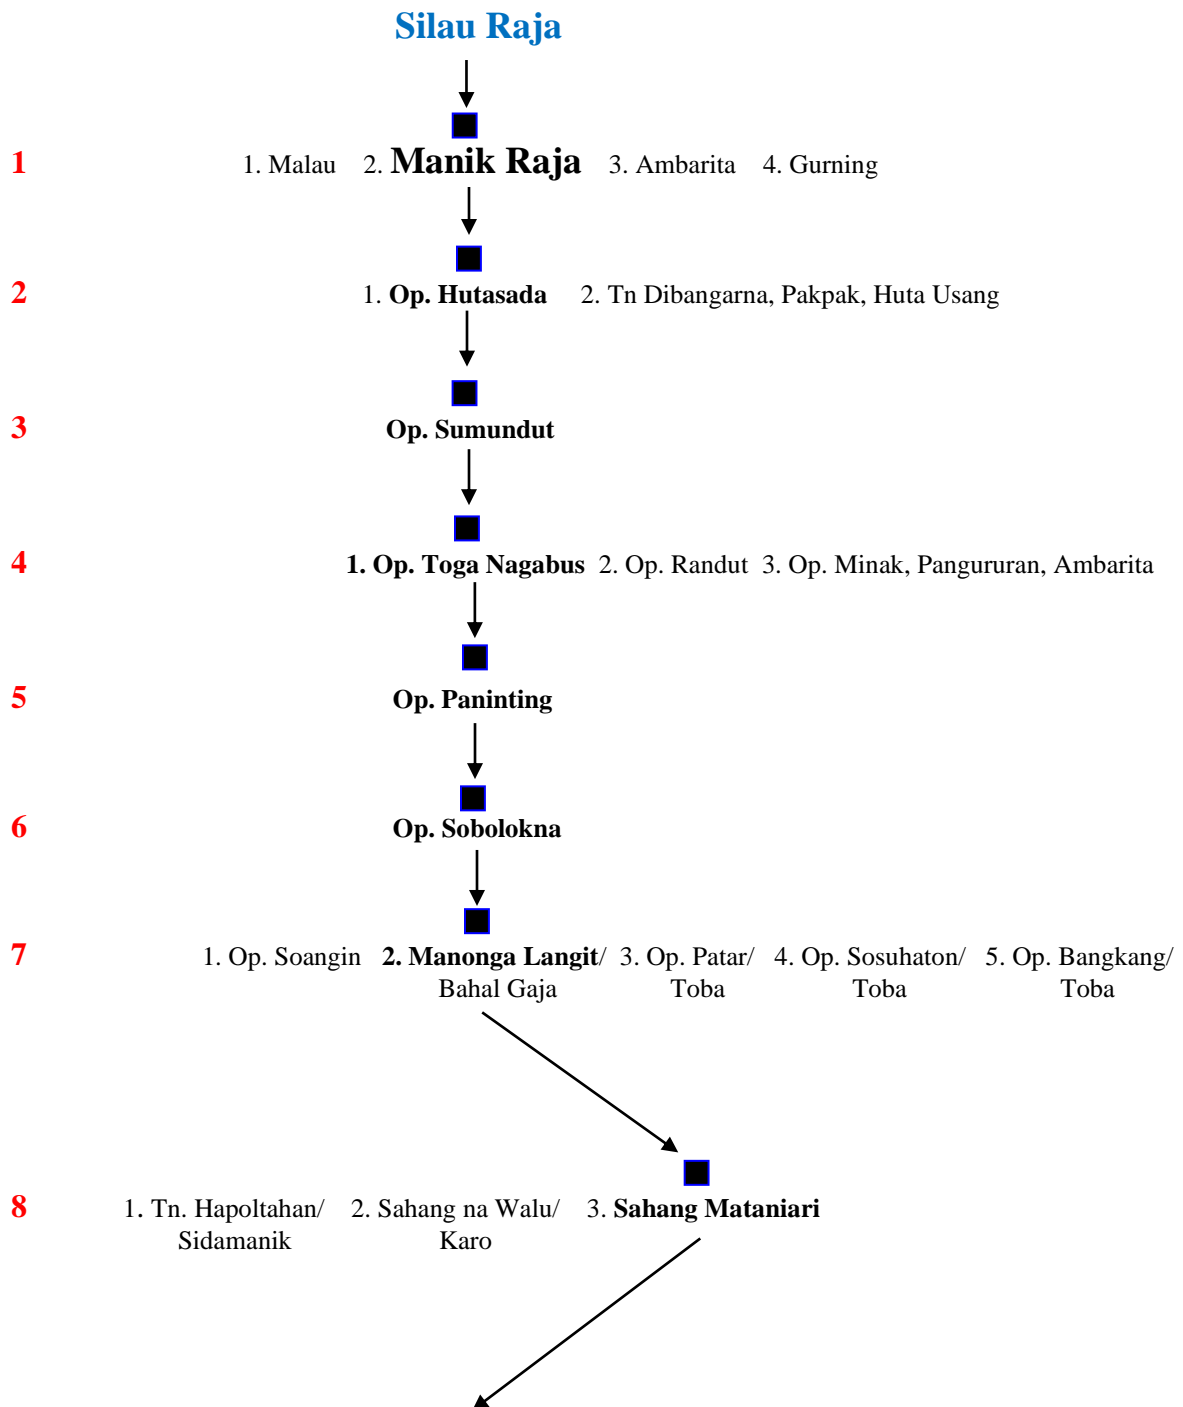 Silau Raja
1 1. Malau 2. Manik Raja 3. Ambarita 4. Gurning
2 1. Op. Hutasada 2. Tn Dibangarna, Pakpak, Huta Usang
3 Op. Sumundut
4 1. Op. Toga Nagabus 2. Op. Randut 3. Op. Minak, Pangururan, Ambarita
5 Op. Paninting
6 Op. Sobolokna
7 1. Op. Soangin 2. Manonga Langit/ 3. Op. Patar/ 4. Op. Sosuhaton/ 5. Op. Bangkang/
Bahal Gaja Toba Toba Toba
8 1. Tn. Hapoltahan/ 2. Sahang na Walu/ 3. Sahang Mataniari
Sidamanik Karo